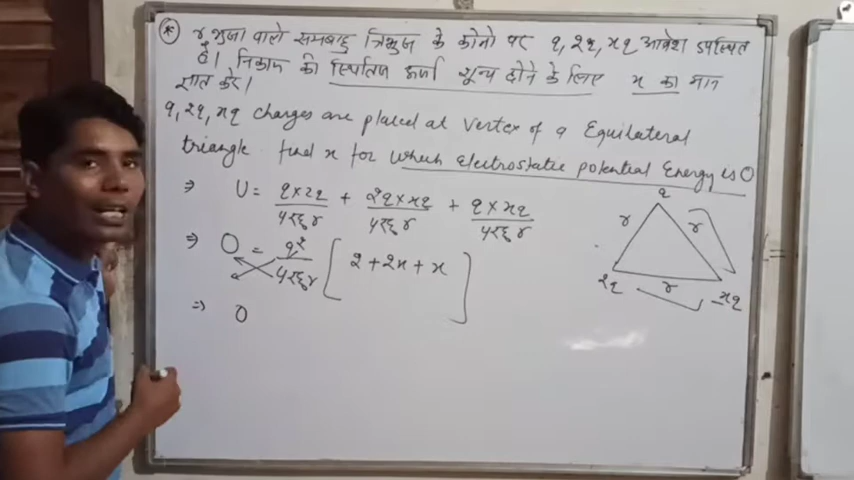 * r भुजा वाले समबाहु त्रिभुज के कोनो पर q, 2q, xq आवेश उपस्थित
है। निकाय की स्थितिज ऊर्जा शून्य होने के लिए x का मान
ज्ञात करे।
q, 2q, xq charges are placed at vertex of a Equilateral
triangle find x for which electrostatic potential Energy is 0
⇒ U = q×2q/4πε₀r + 2q×xq/4πε₀r + q×xq/4πε₀r
⇒ 0 = q²/4πε₀r [2+2x+x]
⇒ 0
q
r r
2q r xq